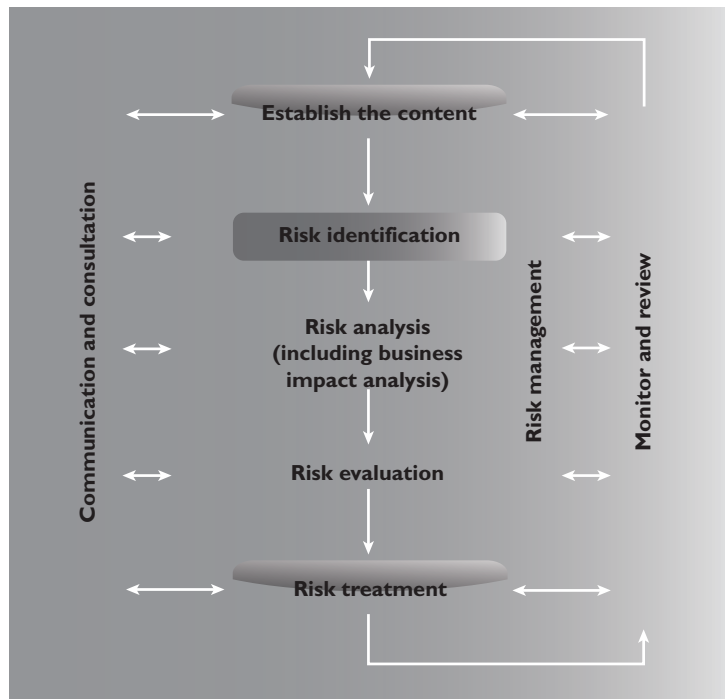 Establish the content
Communication and consultation
Risk identification
Risk analysis
(including business
impact analysis)
Risk management
Monitor and review
Risk evaluation
Risk treatment